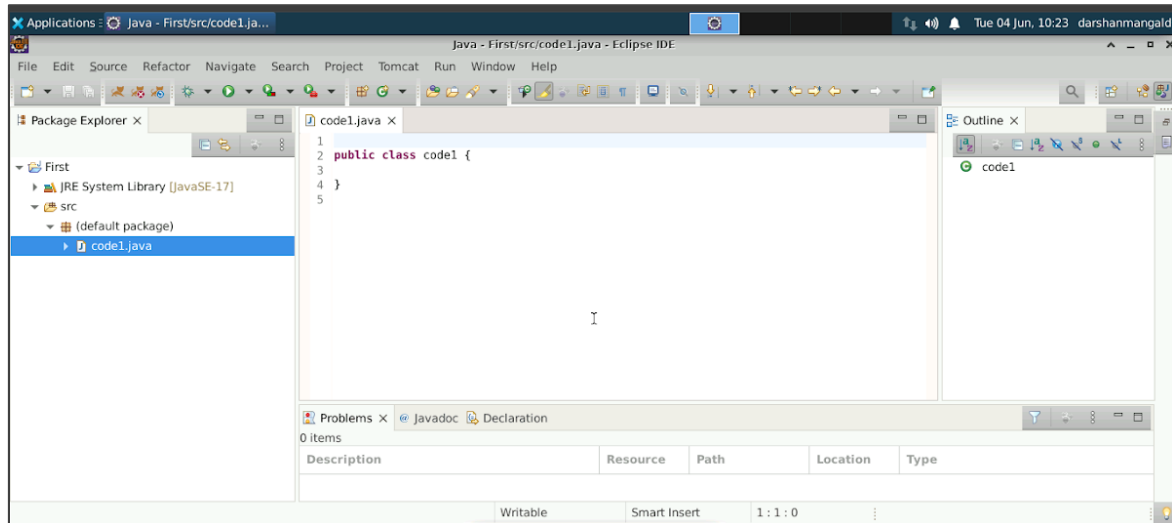 Applications : Java - First/src/code1.ja... Tue 04 Jun, 10:23 darshanmangald
Java - First/src/code1.java - Eclipse IDE
File Edit Source Refactor Navigate Search Project Tomcat Run Window Help
Package Explorer
code1.java
Outline
First
JRE System Library [JavaSE-17]
src
(default package)
code1.java
1
2 public class code1 {
3
4 }
5
code1
Problems @ Javadoc Declaration
0 items
Description Resource Path Location Type
Writable Smart Insert 1 : 1 : 0